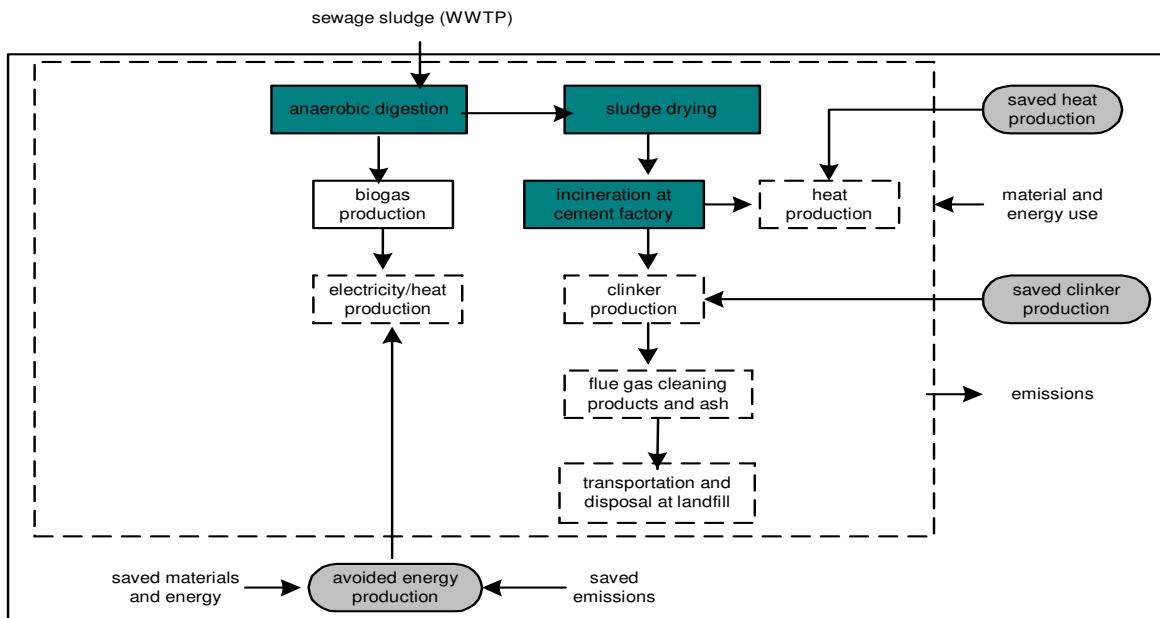 sewage sludge (WWTP)
anaerobic digestion
sludge drying
saved heat
production
biogas
production
incineration at
cement factory
heat
production
material and
energy use
electricity/heat
production
clinker
production
saved clinker
production
flue gas cleaning
products and ash
emissions
transportation and
disposal at landfill
saved materials
and energy
avoided energy
production
saved
emissions